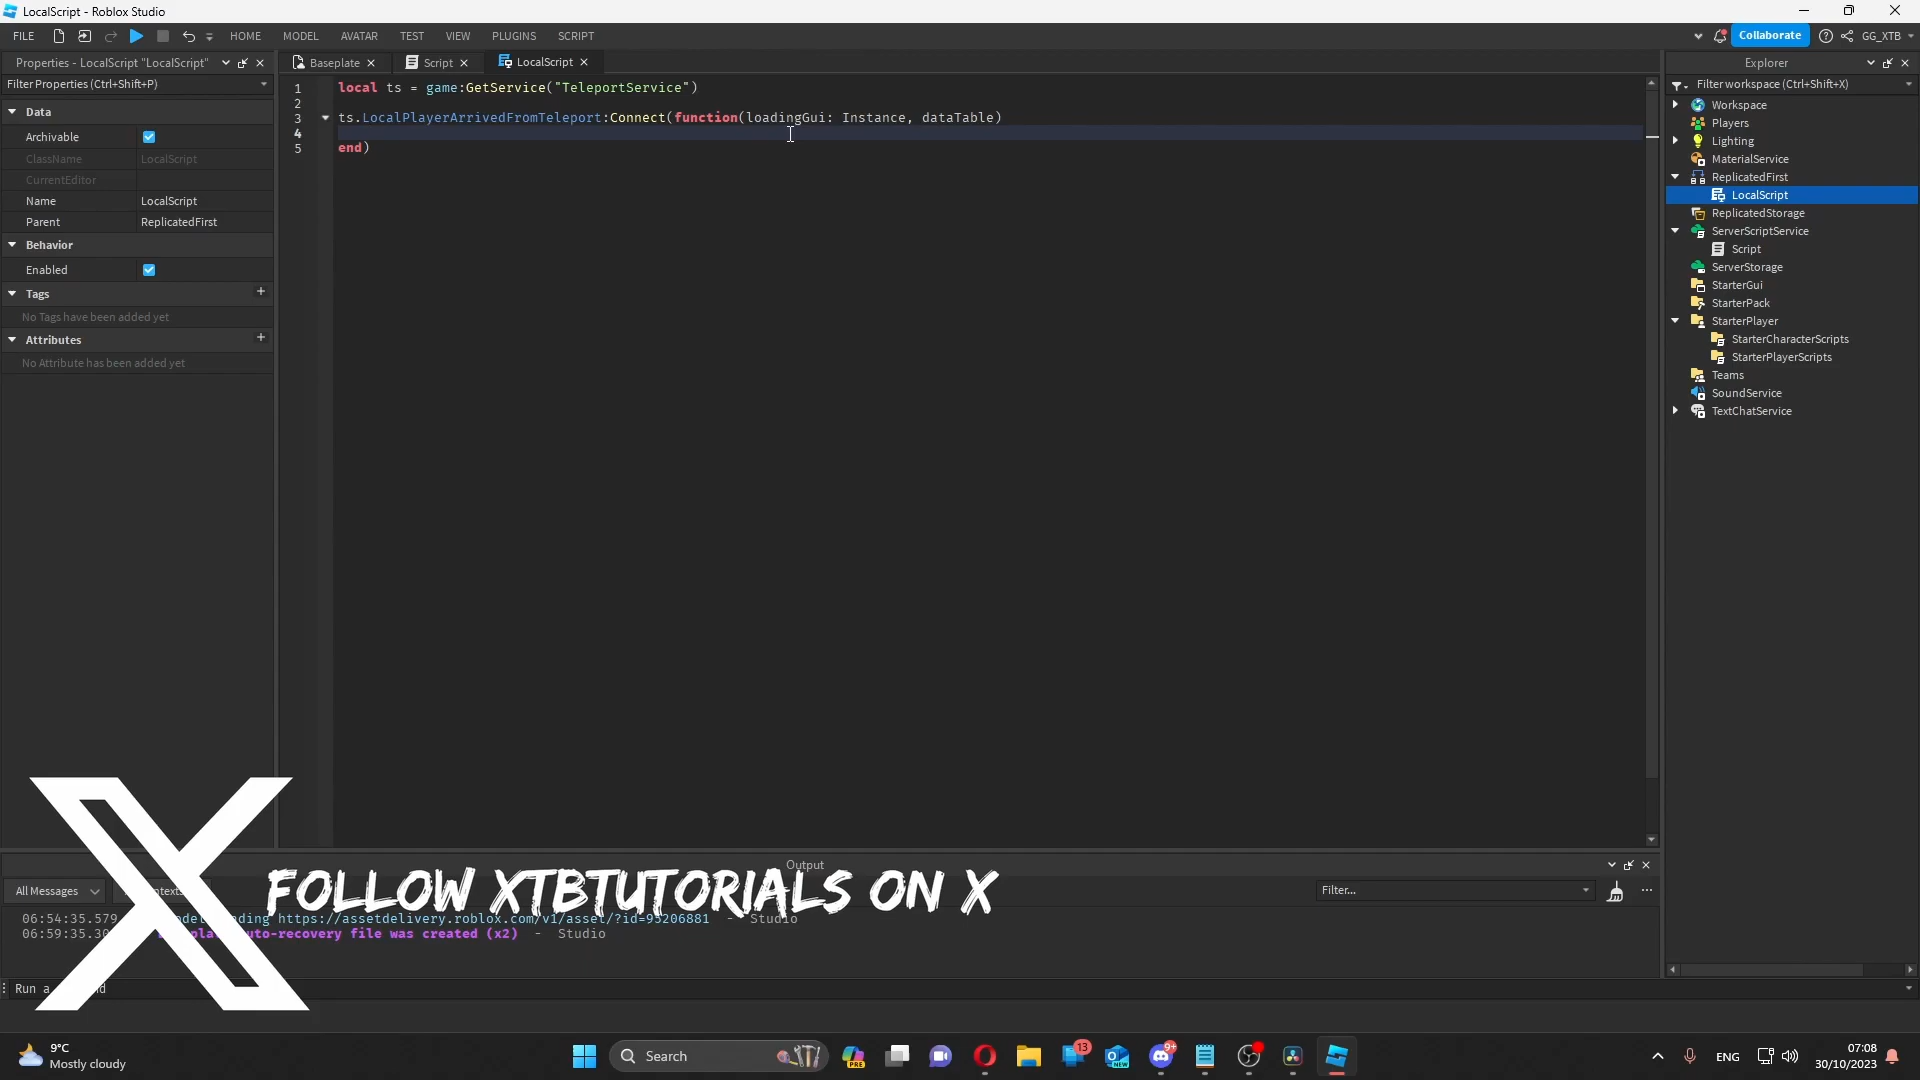 LocalScript - Roblox Studio
FILE HOME MODEL AVATAR TEST VIEW PLUGINS SCRIPT Collaborate GG_XTB
Properties - LocalScript "LocalScript"
Filter Properties (Ctrl+Shift+P)
Data
Archivable
ClassName LocalScript
CurrentEditor
Name LocalScript
Parent ReplicatedFirst
Behavior
Enabled
Tags
No Tags have been added yet
Attributes
No Attribute has been added yet
Baseplate Script LocalScript
1 local ts = game:GetService("TeleportService")
2
3 ts.LocalPlayerArrivedFromTeleport:Connect(function(loadingGui: Instance, dataTable)
4
5 end)
Explorer
Filter workspace (Ctrl+Shift+X)
Workspace
Players
Lighting
MaterialService
ReplicatedFirst
LocalScript
ReplicatedStorage
ServerScriptService
Script
ServerStorage
StarterGui
StarterPack
StarterPlayer
StarterCharacterScripts
StarterPlayerScripts
Teams
SoundService
TextChatService
Output
All Messages
Filter...
FOLLOW XTBTUTORIALS ON X
06:54:35.579 https://assetdelivery.roblox.com/v1/asset/?id=95206881 - Studio
06:59:35.30 uto-recovery file was created (x2) - Studio
Run a
9°C
Mostly cloudy
Search
PRE
13
NEW
9+
ENG
07:08
30/10/2023